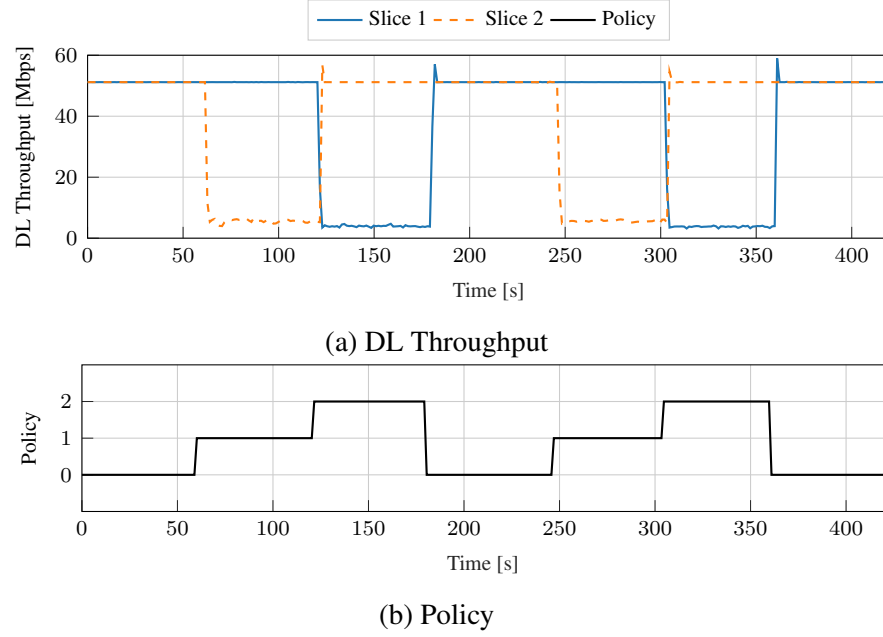 Slice 1 Slice 2 Policy
60
40
20
0
DL Throughput [Mbps]
0 50 100 150 200 250 300 350 400
Time [s]
(a) DL Throughput
2
1
0
Policy
0 50 100 150 200 250 300 350 400
Time [s]
(b) Policy